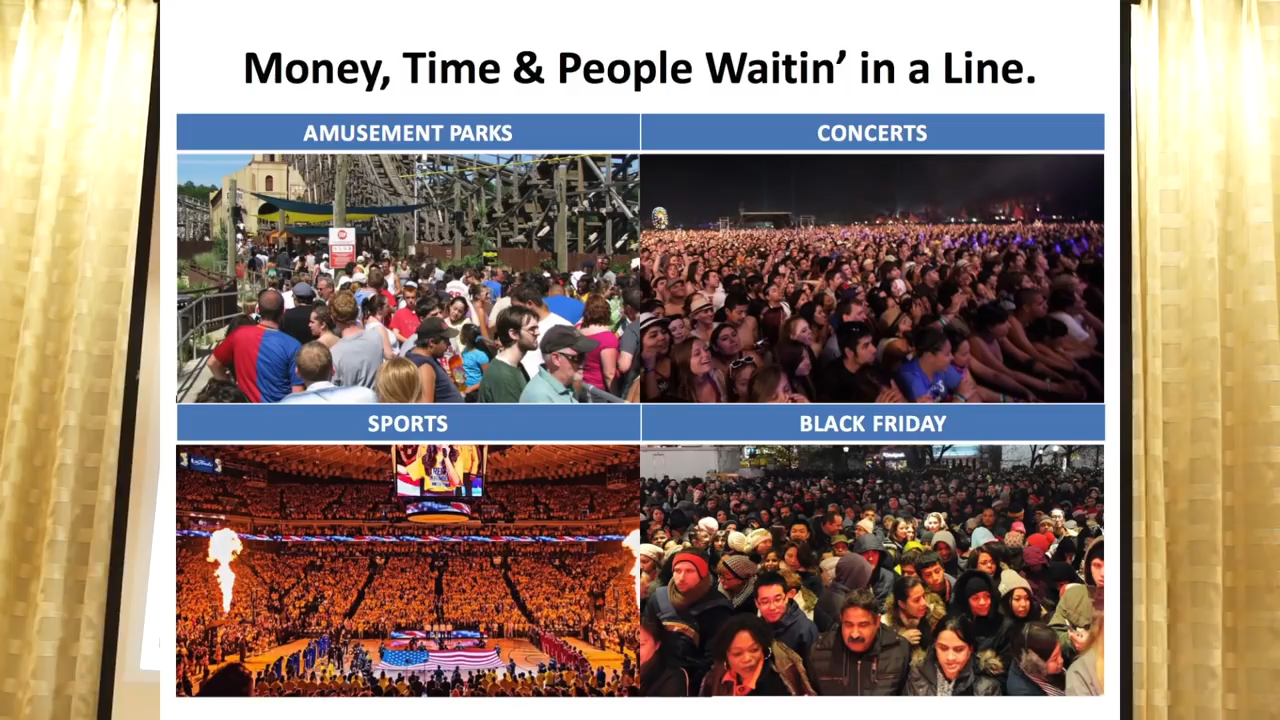 Money, Time & People Waitin’ in a Line.
AMUSEMENT PARKS
CONCERTS
SPORTS
BLACK FRIDAY